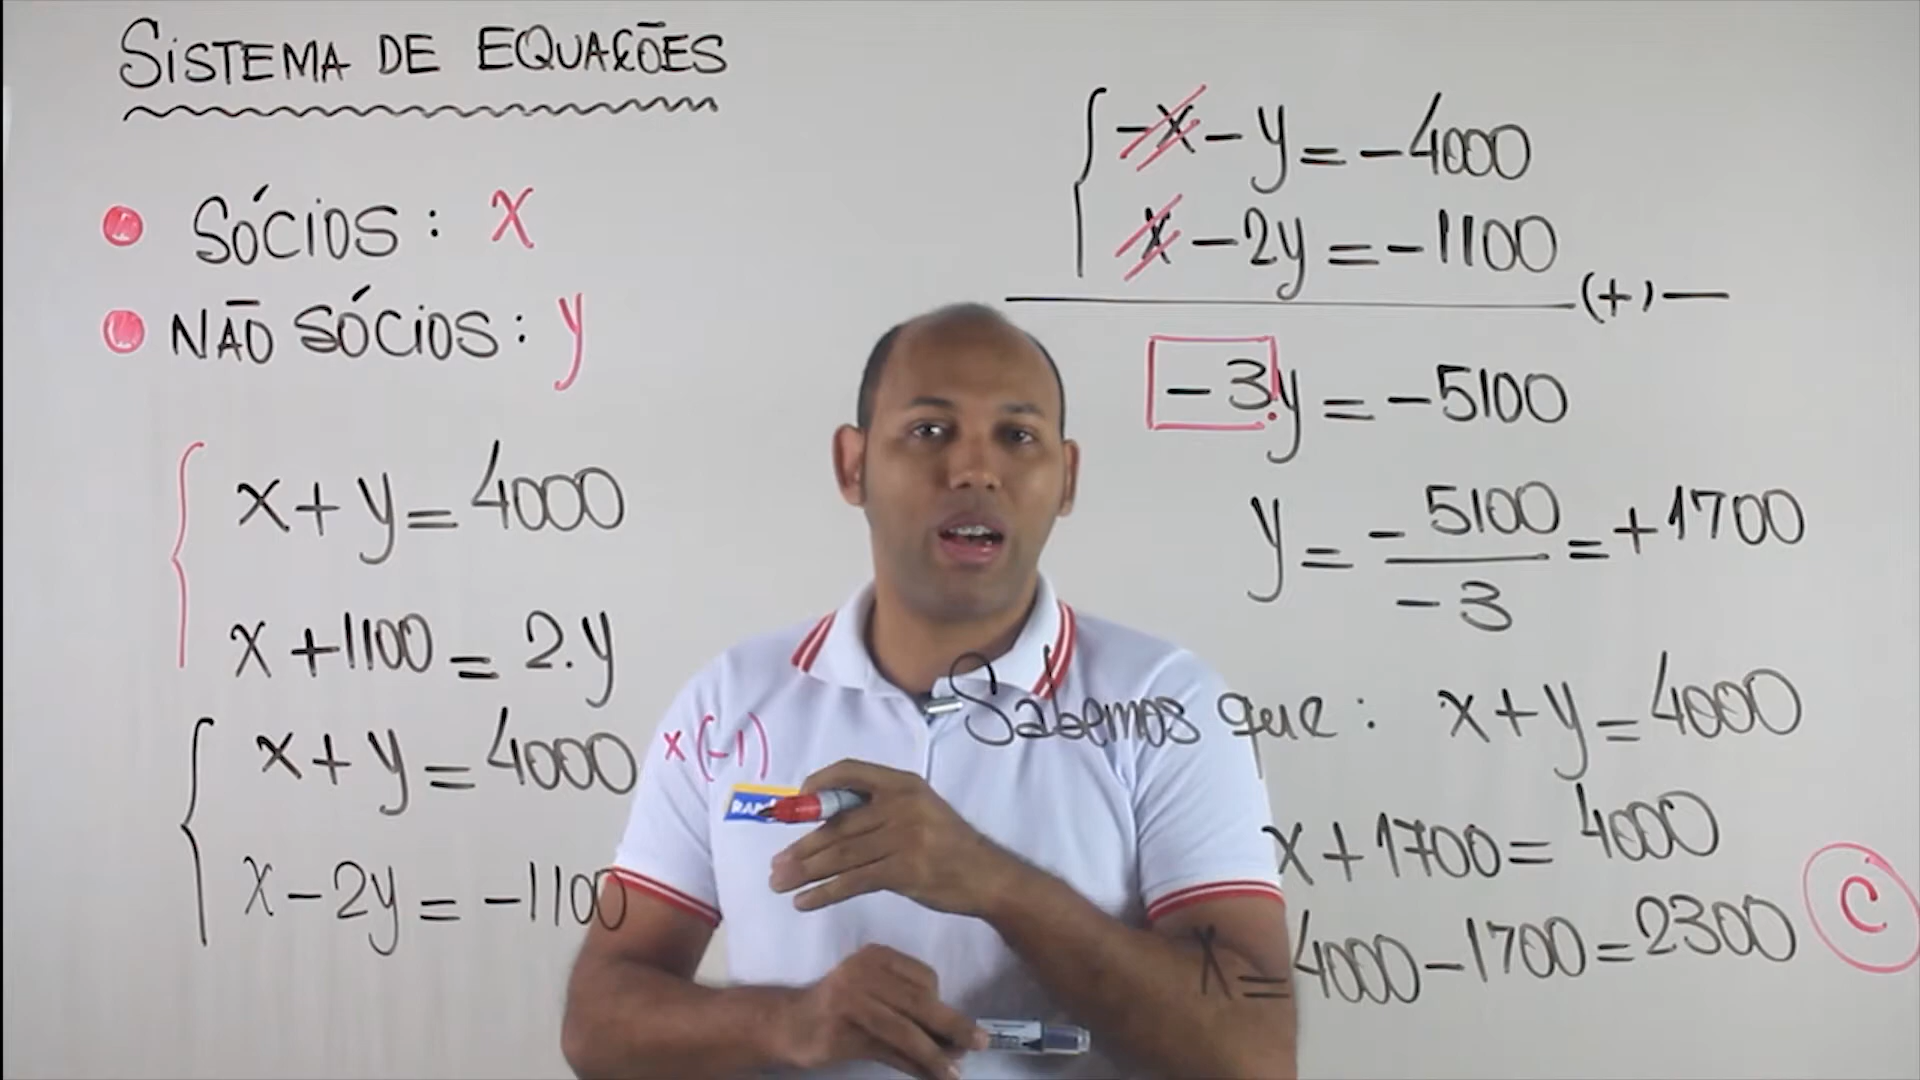 SISTEMA DE EQUAÇÕES
SÓCIOS: x
NÃO SÓCIOS: y
x + y = 4000
x + 1100 = 2.y
x + y = 4000 x (-1)
x - 2y = -1100
-x - y = -4000
x - 2y = -1100 (+)
-3.y = -5100
y = -5100/-3 = +1700
Sabemos que: x + y = 4000
x + 1700 = 4000
x = 4000 - 1700 = 2300
C